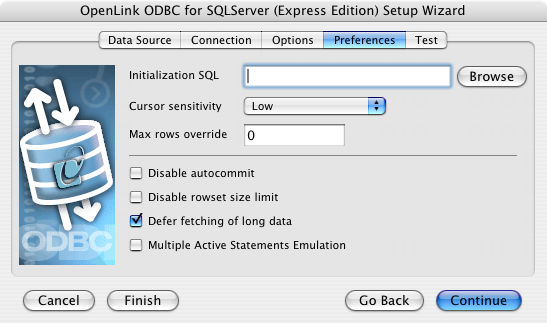 OpenLink ODBC for SQLServer (Express Edition) Setup Wizard
Data Source Connection Options Preferences Test
Initialization SQL Browse
Cursor sensitivity Low
Max rows override 0
Disable autocommit
Disable rowset size limit
Defer fetching of long data
Multiple Active Statements Emulation
ODBC
Cancel Finish Go Back Continue